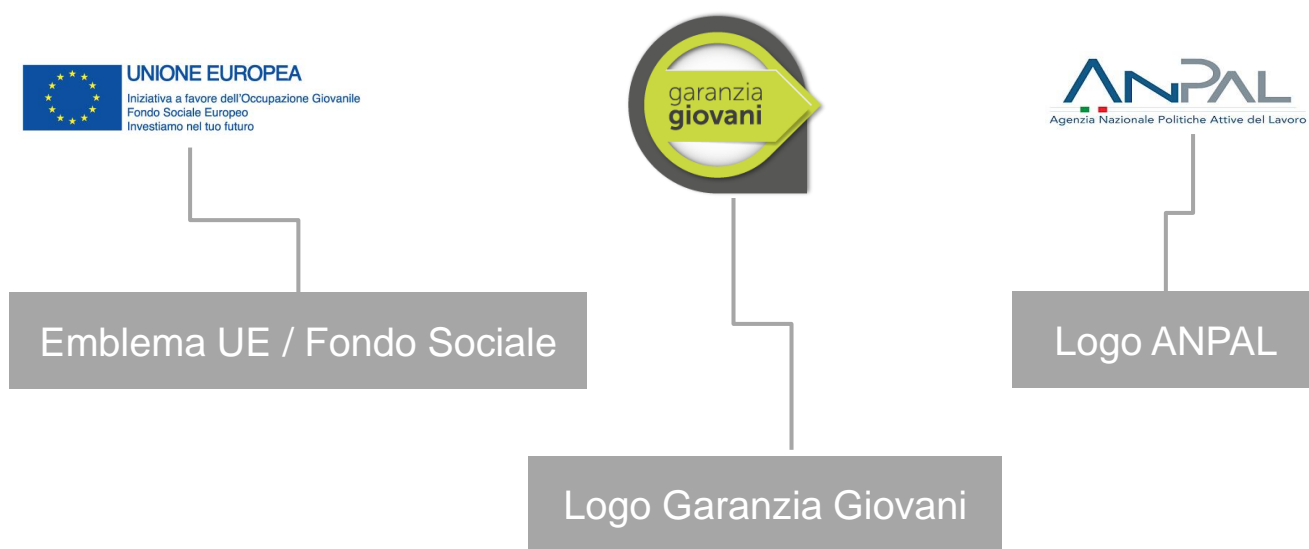 UNIONE EUROPEA
Iniziativa a favore dell'Occupazione Giovanile
Fondo Sociale Europeo
Investiamo nel tuo futuro
garanzia
giovani
ANPAL
Agenzia Nazionale Politiche Attive del Lavoro
Emblema UE / Fondo Sociale
Logo ANPAL
Logo Garanzia Giovani